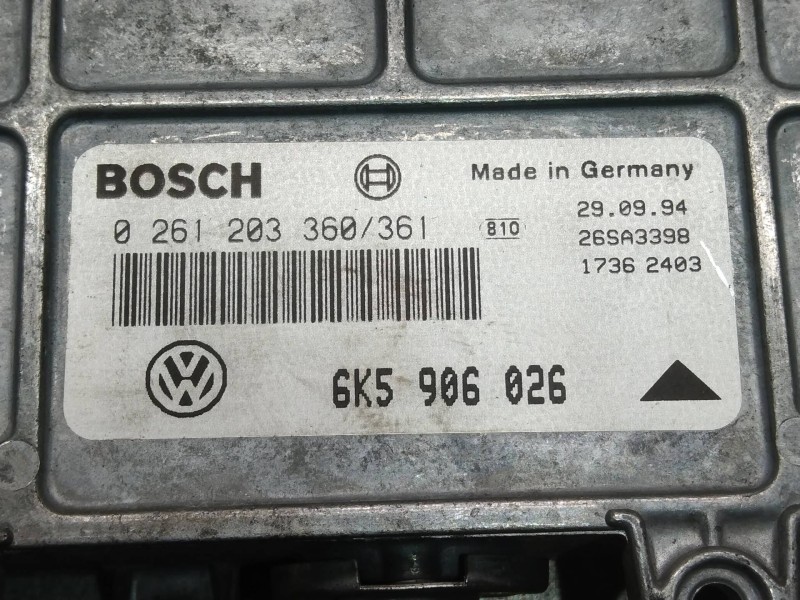 BOSCH
Made in Germany
0 261 203 360/361
810
29.09.94
26SA3398
1736 2403
VW
6K5 906 026